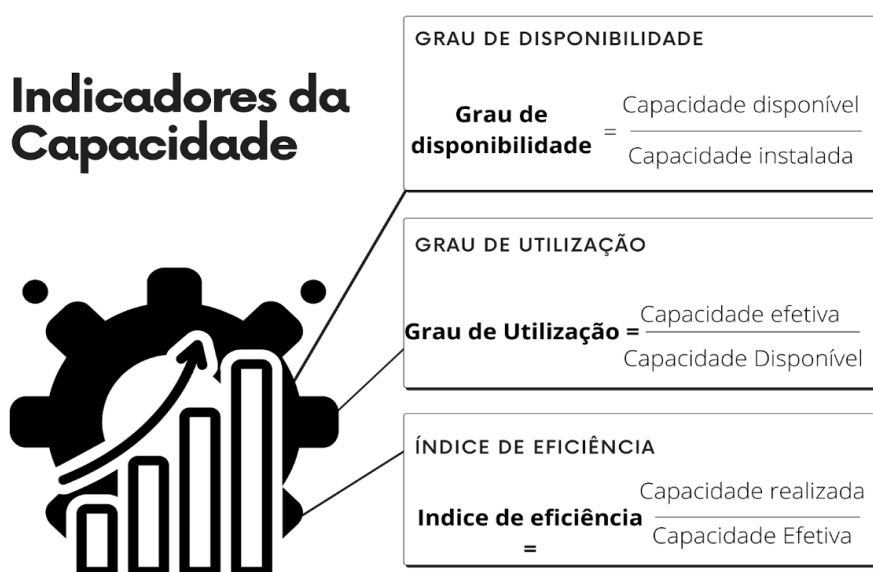 Indicadores da
Capacidade
GRAU DE DISPONIBILIDADE
Grau de
disponibilidade
=
Capacidade disponível
Capacidade instalada
GRAU DE UTILIZAÇÃO
Grau de Utilização =
Capacidade efetiva
Capacidade Disponível
ÍNDICE DE EFICIÊNCIA
Indice de eficiência
=
Capacidade realizada
Capacidade Efetiva